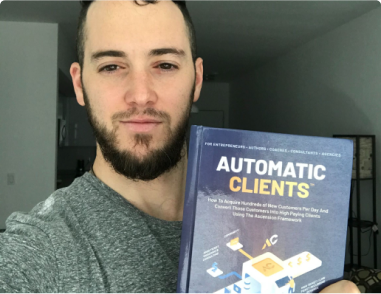 FOR ENTREPRENEURS • AUTHORS • COACHES • CONSULTANTS • AGENCIES
AUTOMATIC
CLIENTS™
How To Acquire Hundreds of New Customers Per Day And
Convert Those Customers Into High Paying Clients
Using The Ascension Framework
AC